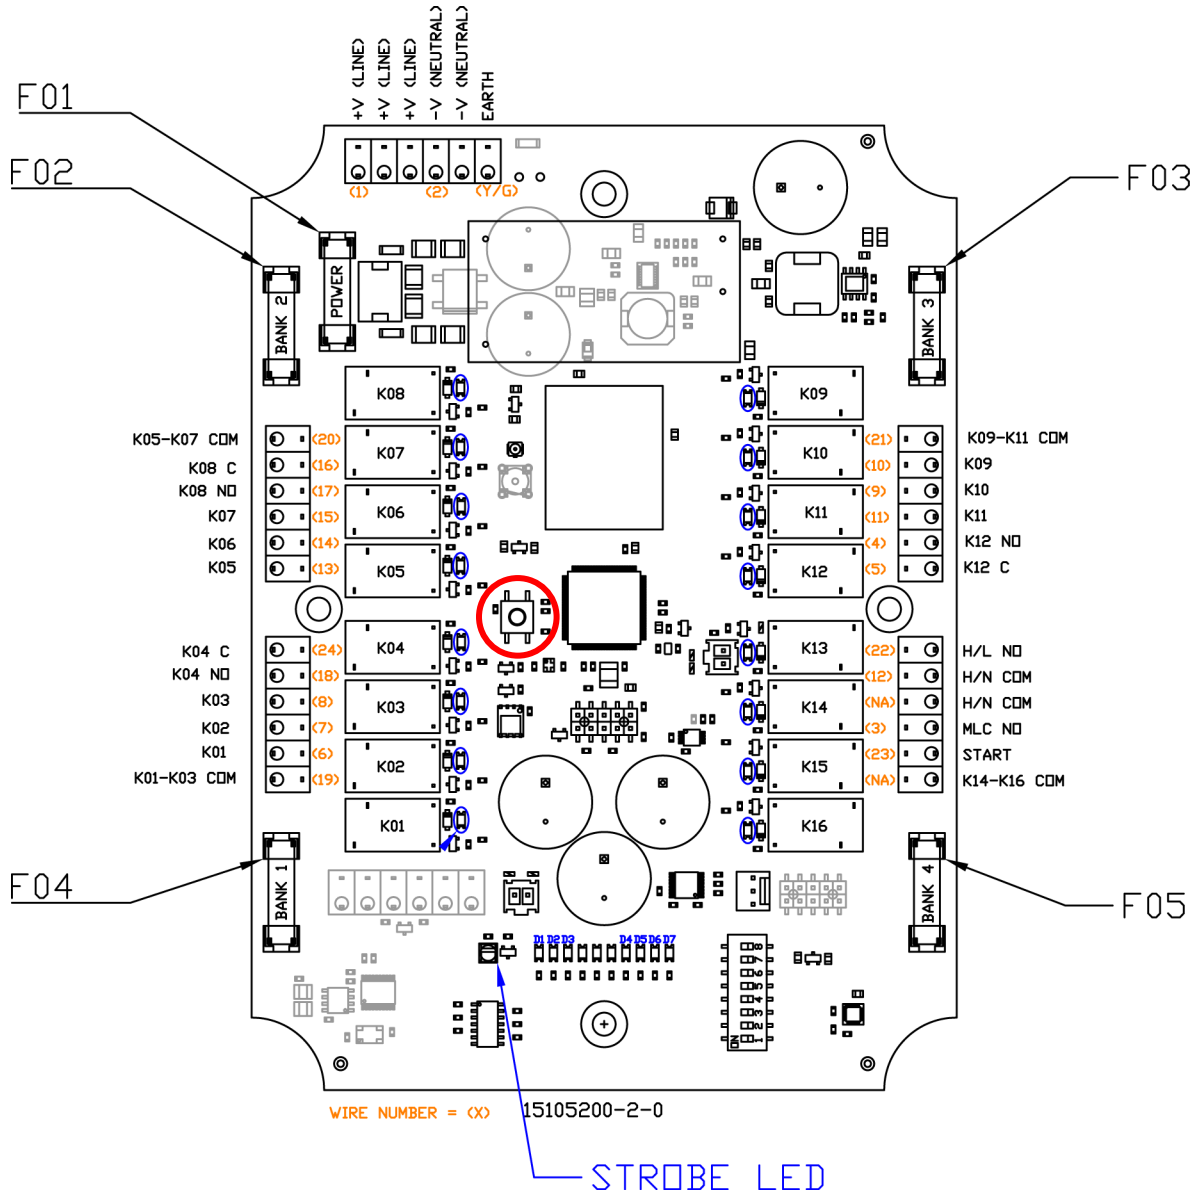 +V (LINE)
+V (LINE)
+V (LINE)
-V (NEUTRAL)
-V (NEUTRAL)
EARTH
F01
F02
F03
(1) (2) (Y/G)
POWER
BANK 2
BANK 3
K08
K09
K05-K07 COM (20) K07
K08 C (16)
K08 NO (17) K06
K07 (15)
K06 (14) K05
K05 (13)
K10 (21) K09-K11 COM
(10) K09
K11 (9) K10
(11) K11
K12 (4) K12 NO
(5) K12 C
K04 C (24) K04
K04 NO (18)
K03 (8) K03
K02 (7)
K01 (6) K02
K01-K03 COM (19)
K01
K13 (22) H/L NO
(12) H/N COM
K14 (NA) H/N COM
(3) MLC NO
K15 (23) START
(NA) K14-K16 COM
K16
F04
BANK 1
BANK 4
F05
D1 D2 D3 D4 D5 D6 D7
8
7
6
5
4
3
2
1
ON
WIRE NUMBER = (X) 15105200-2-0
STROBE LED